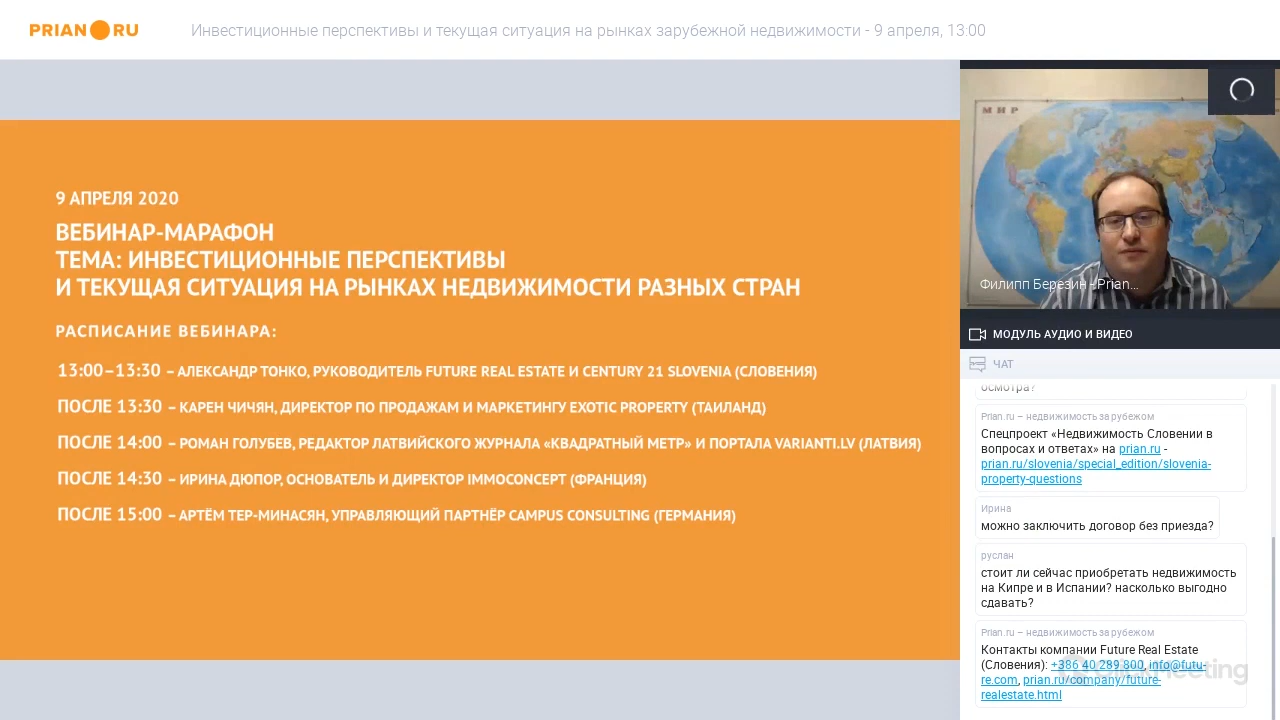 PRIAN RU
Инвестиционные перспективы и текущая ситуация на рынках зарубежной недвижимости - 9 апреля, 13:00
9 АПРЕЛЯ 2020
ВЕБИНАР-МАРАФОН
ТЕМА: ИНВЕСТИЦИОННЫЕ ПЕРСПЕКТИВЫ
И ТЕКУЩАЯ СИТУАЦИЯ НА РЫНКАХ НЕДВИЖИМОСТИ РАЗНЫХ СТРАН
РАСПИСАНИЕ ВЕБИНАРА:
13:00–13:30 – АЛЕКСАНДР ТОНКО, РУКОВОДИТЕЛЬ FUTURE REAL ESTATE И CENTURY 21 SLOVENIA (СЛОВЕНИЯ)
ПОСЛЕ 13:30 – КАРЕН ЧИЧЯН, ДИРЕКТОР ПО ПРОДАЖАМ И МАРКЕТИНГУ EXOTIC PROPERTY (ТАИЛАНД)
ПОСЛЕ 14:00 – РОМАН ГОЛУБЕВ, РЕДАКТОР ЛАТВИЙСКОГО ЖУРНАЛА «КВАДРАТНЫЙ МЕТР» И ПОРТАЛА VARIANTI.LV (ЛАТВИЯ)
ПОСЛЕ 14:30 – ИРИНА ДЮПОР, ОСНОВАТЕЛЬ И ДИРЕКТОР IMMOCONCEPT (ФРАНЦИЯ)
ПОСЛЕ 15:00 – АРТЁМ ТЕР-МИНАСЯН, УПРАВЛЯЮЩИЙ ПАРТНЁР CAMPUS CONSULTING (ГЕРМАНИЯ)
МИР
Филипп Березин - Prian...
МОДУЛЬ АУДИО И ВИДЕО
ЧАТ
осмотра?
Prian.ru – недвижимость за рубежом
Спецпроект «Недвижимость Словении в
вопросах и ответах» на prian.ru -
prian.ru/slovenia/special_edition/slovenia-
property-questions
Ирина
можно заключить договор без приезда?
руслан
стоит ли сейчас приобретать недвижимость
на Кипре и в Испании? насколько выгодно
сдавать?
Prian.ru – недвижимость за рубежом
Контакты компании Future Real Estate
(Словения): +386 40 289 800, info@futu-
re.com, prian.ru/company/future-
realestate.html
ClickMeeting